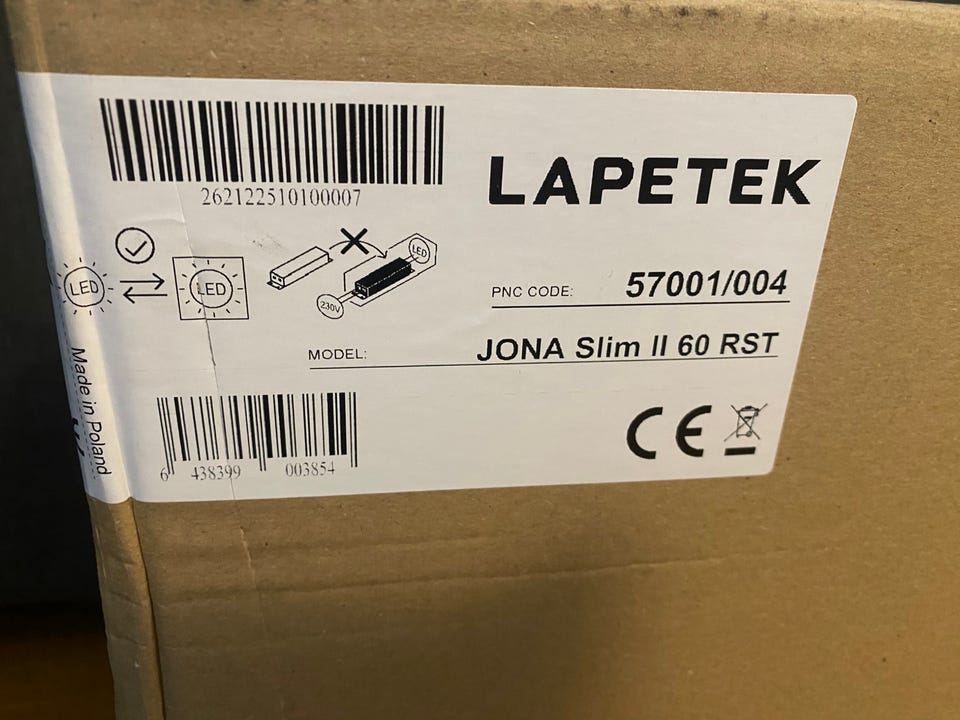 262122510100007
LAPETEK
LED
LED
LED
230V
PNC CODE: 57001/004
MODEL: JONA Slim II 60 RST
Made in Poland
6 438399 003854
CE